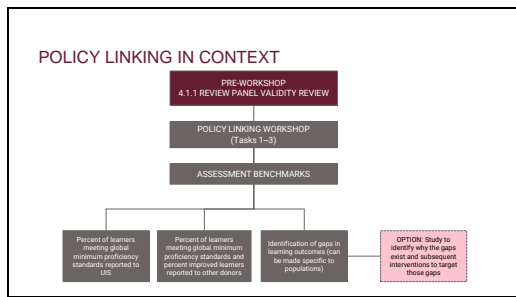 POLICY LINKING IN CONTEXT
PRE-WORKSHOP
4.1.1 REVIEW PANEL VALIDITY REVIEW
POLICY LINKING WORKSHOP
(Tasks 1–3)
ASSESSMENT BENCHMARKS
Percent of learners
meeting global
minimum proficiency
standards reported to
UIS
Percent of learners
meeting global minimum
proficiency standards and
percent improved learners
reported to other donors
Identification of gaps in
learning outcomes (can
be made specific to
populations)
OPTION: Study to
identify why the gaps
exist and subsequent
interventions to target
those gaps